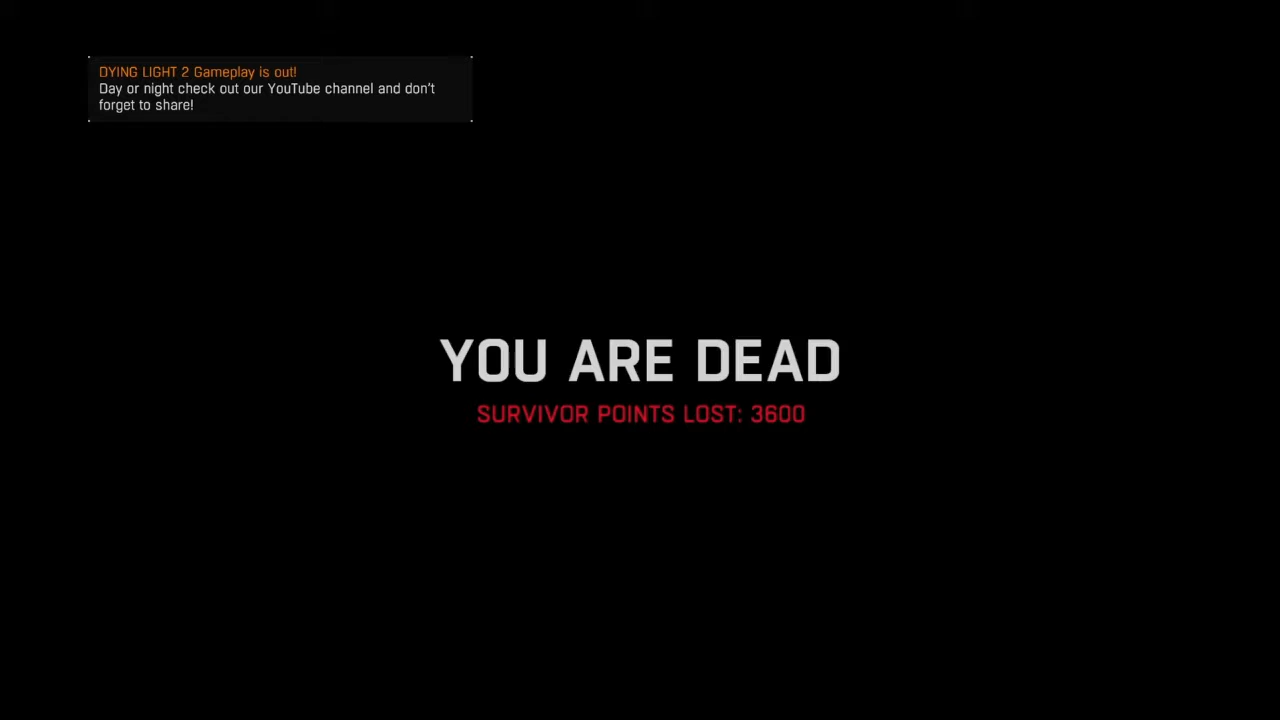 DYING LIGHT 2 Gameplay is out!
Day or night check out our YouTube channel and don't
forget to share!
YOU ARE DEAD
SURVIVOR POINTS LOST: 3600